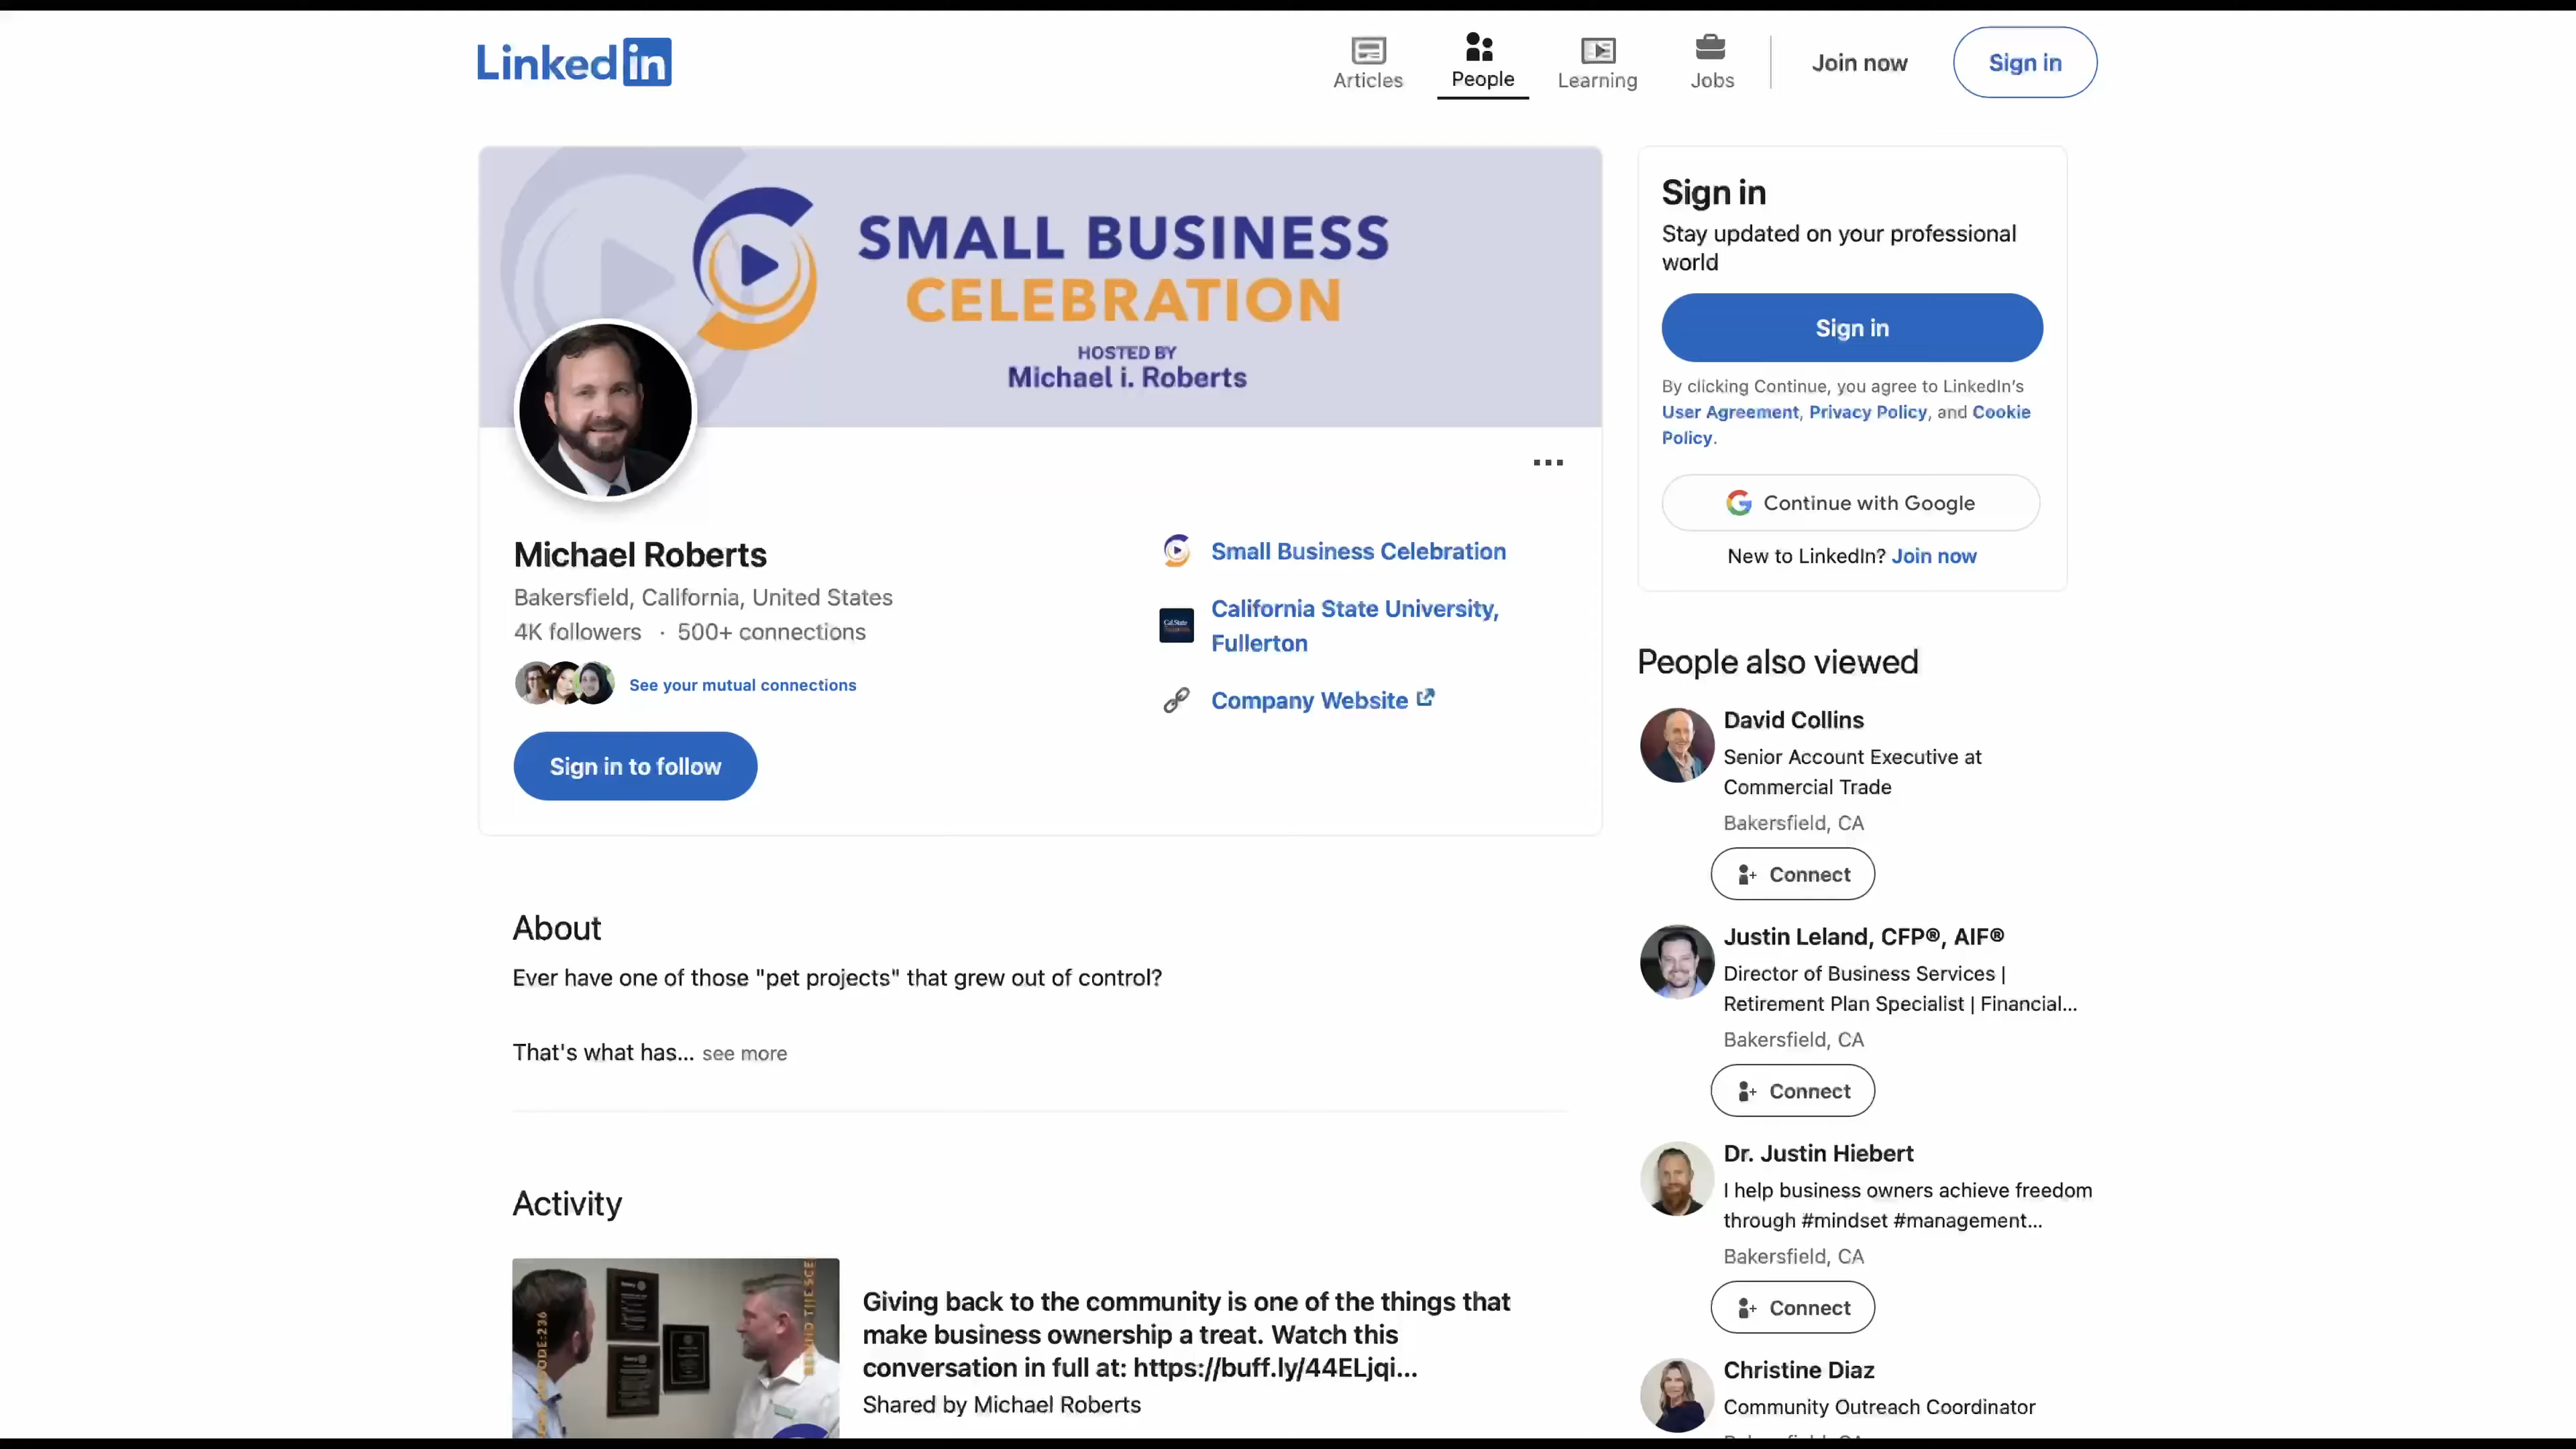 Linkedin
Articles
People
Learning
Jobs
Join now
Sign in
SMALL BUSINESS
CELEBRATION
HOSTED BY
Michael i. Roberts
Michael Roberts
Bakersfield, California, United States
4K followers · 500+ connections
See your mutual connections
Sign in to follow
Small Business Celebration
California State University,
Fullerton
Company Website
About
Ever have one of those "pet projects" that grew out of control?
That's what has... see more
Activity
Giving back to the community is one of the things that
make business ownership a treat. Watch this
conversation in full at: https://buff.ly/44ELjqi...
Shared by Michael Roberts
Sign in
Stay updated on your professional
world
Sign in
By clicking Continue, you agree to LinkedIn's
User Agreement, Privacy Policy, and Cookie
Policy.
Continue with Google
New to LinkedIn? Join now
People also viewed
David Collins
Senior Account Executive at
Commercial Trade
Bakersfield, CA
Connect
Justin Leland, CFP®, AIF®
Director of Business Services |
Retirement Plan Specialist | Financial...
Bakersfield, CA
Connect
Dr. Justin Hiebert
I help business owners achieve freedom
through #mindset #management...
Bakersfield, CA
Connect
Christine Diaz
Community Outreach Coordinator